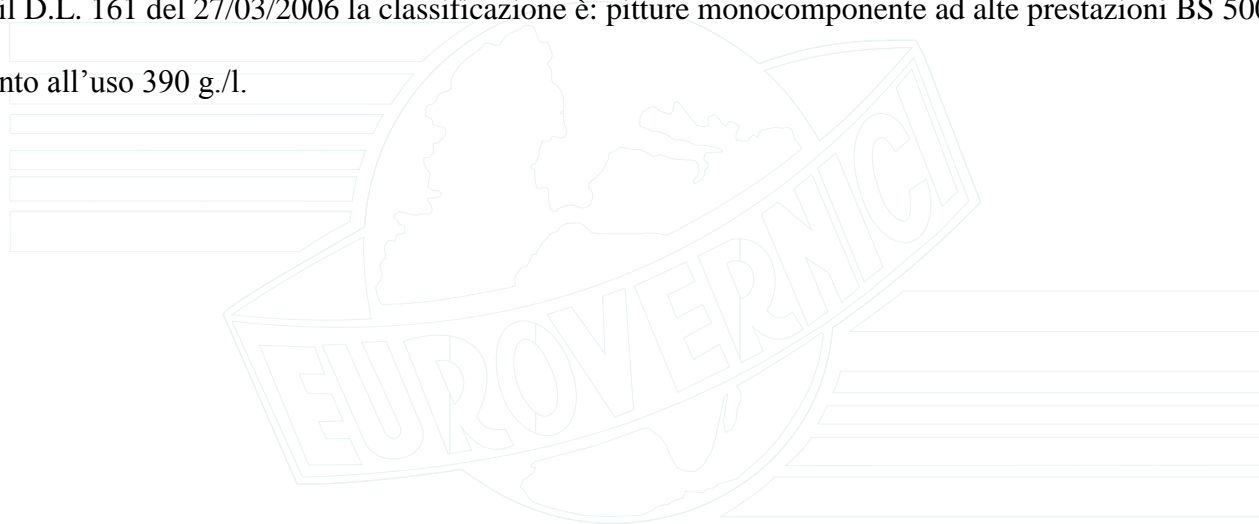 il D.L. 161 del 27/03/2006 la classificazione è: pitture monocomponente ad alte prestazioni BS 500
nto all'uso 390 g./l.
EUROVERNICI